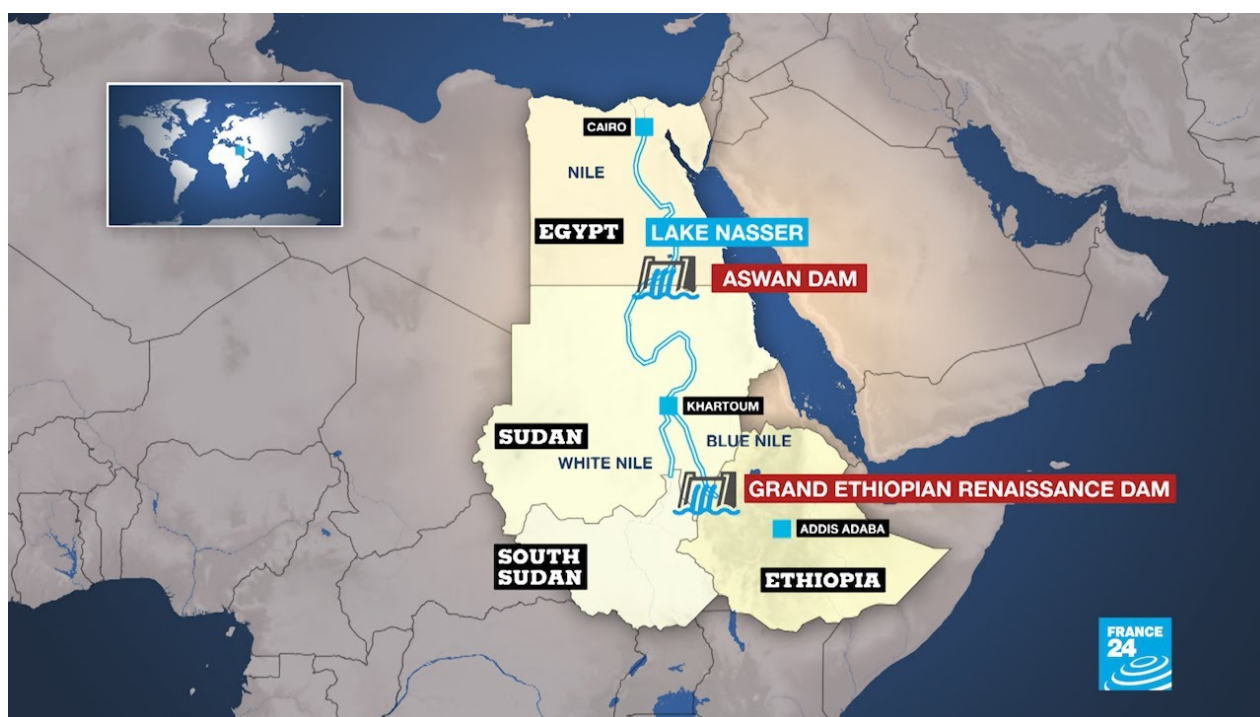 CAIRO
NILE
EGYPT
LAKE NASSER
ASWAN DAM
KHARTOUM
SUDAN
BLUE NILE
WHITE NILE
GRAND ETHIOPIAN RENAISSANCE DAM
ADDIS ADABA
SOUTH
SUDAN
ETHIOPIA
FRANCE
24